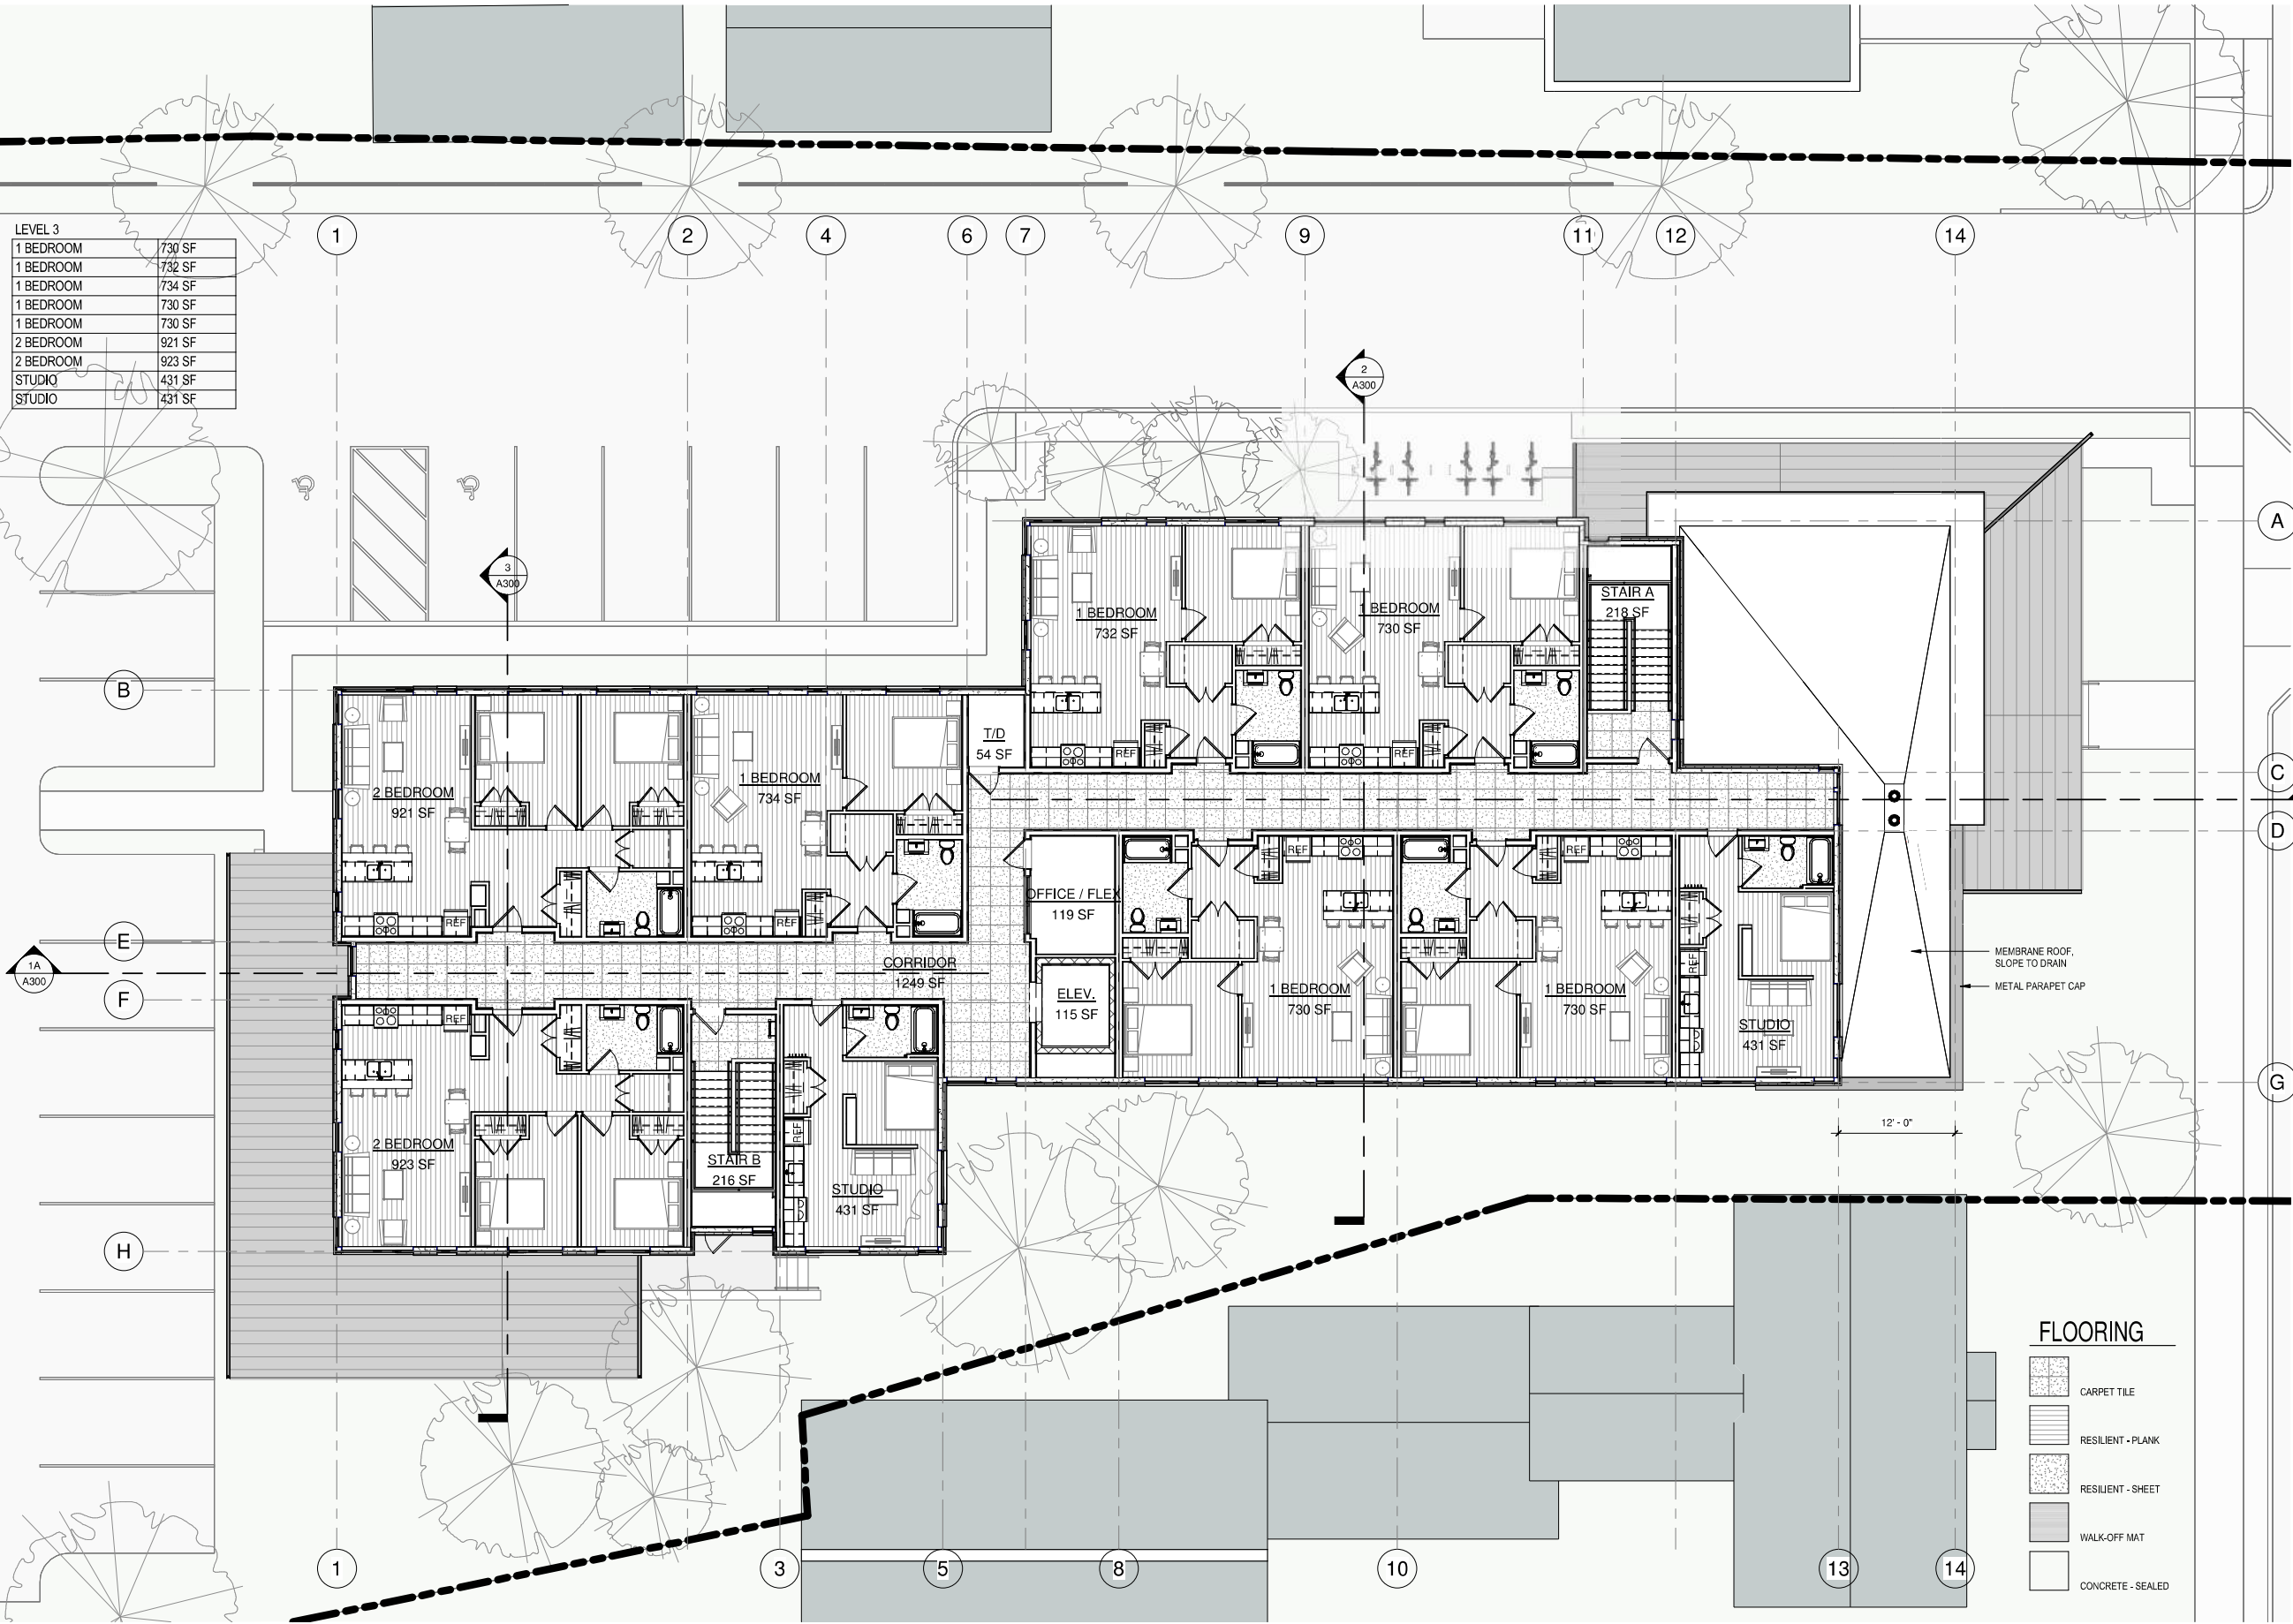 LEVEL 3
1 BEDROOM 730 SF
1 BEDROOM 732 SF
1 BEDROOM 734 SF
1 BEDROOM 730 SF
1 BEDROOM 730 SF
2 BEDROOM 921 SF
2 BEDROOM 923 SF
STUDIO 431 SF
STUDIO 431 SF
1 2 4 6 7 9 11 12 14
2
A300
3
A300
A
B
C
D
E
F
G
H
1A
A300
1 BEDROOM
732 SF
1 BEDROOM
730 SF
STAIR A
218 SF
REF
REF
T/D
54 SF
2 BEDROOM
921 SF
1 BEDROOM
734 SF
REF
REF
OFFICE / FLEX
119 SF
REF
REF
CORRIDOR
1249 SF
ELEV.
115 SF
1 BEDROOM
730 SF
1 BEDROOM
730 SF
REF
STUDIO
431 SF
MEMBRANE ROOF,
SLOPE TO DRAIN
METAL PARAPET CAP
12' - 0"
REF
2 BEDROOM
923 SF
STAIR B
216 SF
REF
STUDIO
431 SF
FLOORING
CARPET TILE
RESILIENT - PLANK
RESILIENT - SHEET
WALK-OFF MAT
CONCRETE - SEALED
1 3 5 8 10 13 14